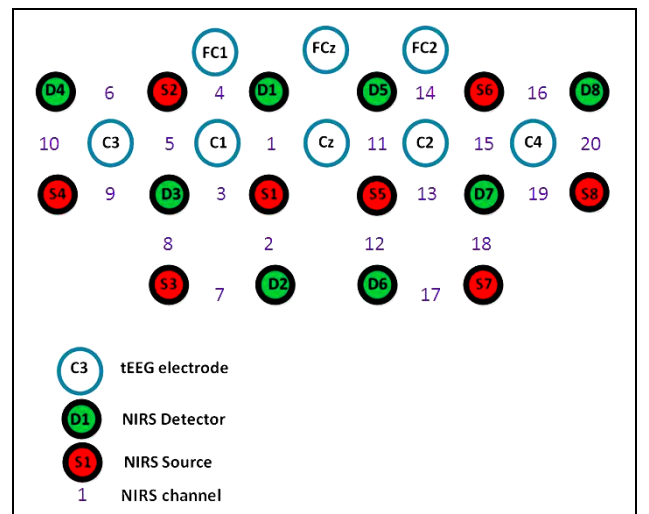 FC1 FCz FC2
D4 6 S2 4 D1 D5 14 S6 16 D8
10 C3 5 C1 1 Cz 11 C2 15 C4 20
S4 9 D3 3 S1 S5 13 D7 19 S8
8 2 12 18
S3 7 D2 D6 17 S7
C3 tEEG electrode
D1 NIRS Detector
S1 NIRS Source
1 NIRS channel